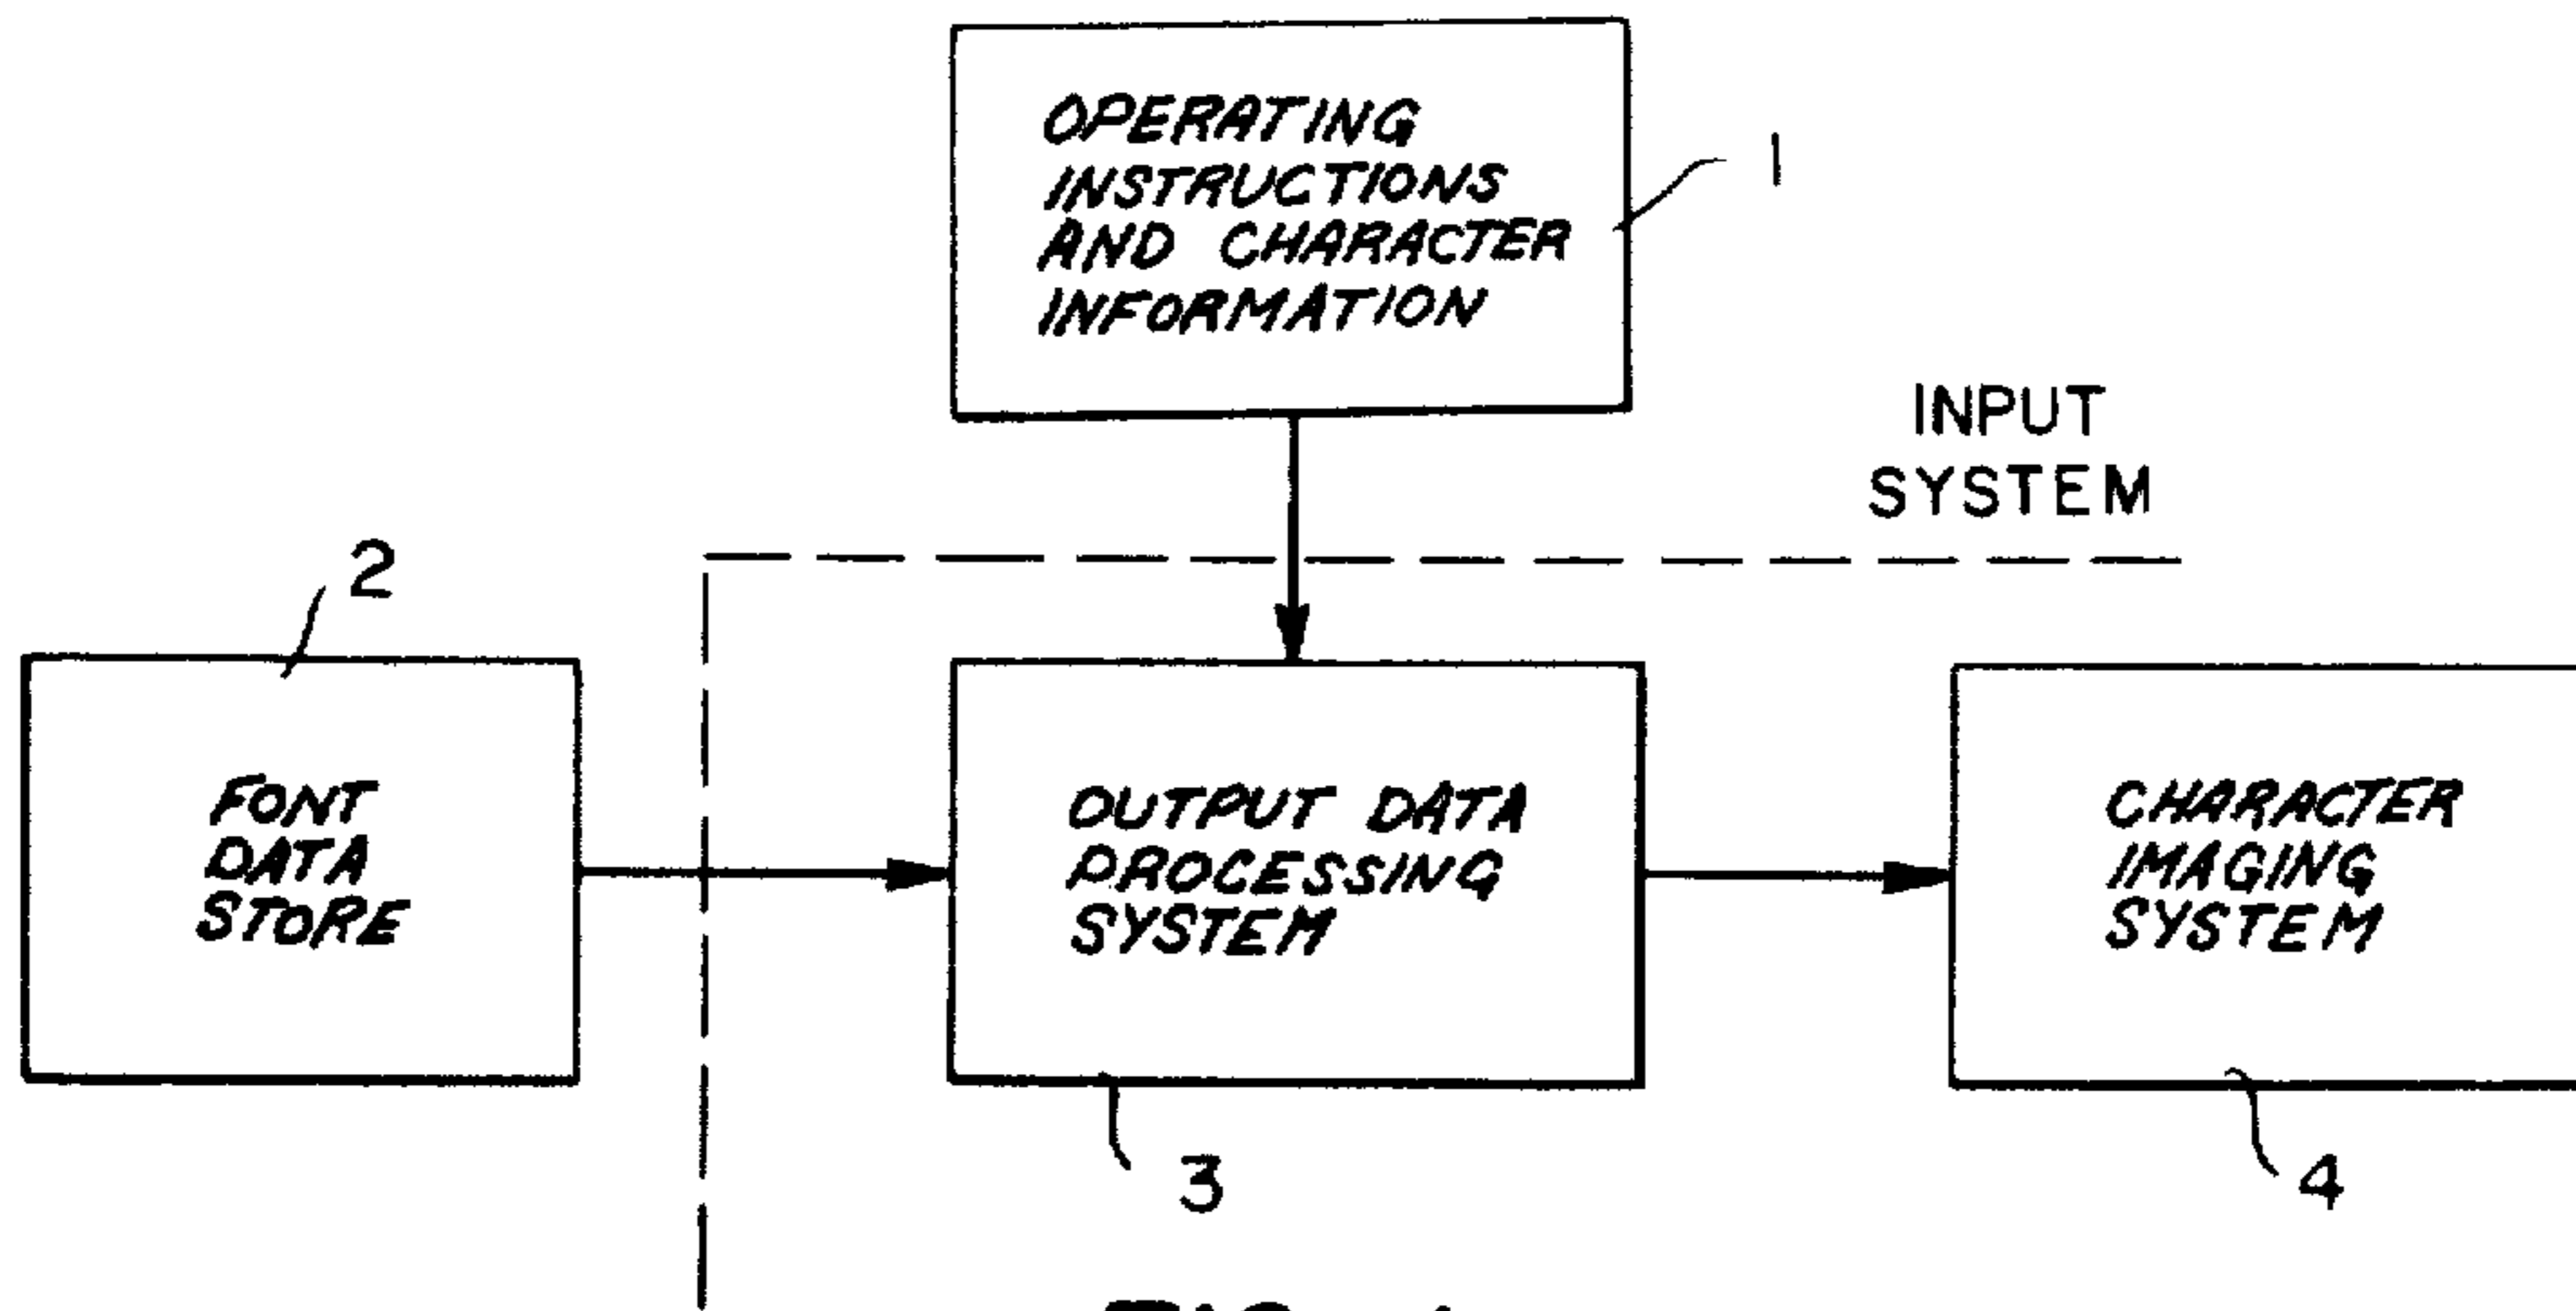 OPERATING
INSTRUCTIONS
AND CHARACTER
INFORMATION
1
INPUT
SYSTEM
2
FONT
DATA
STORE
OUTPUT DATA
PROCESSING
SYSTEM
3
CHARACTER
IMAGING
SYSTEM
4